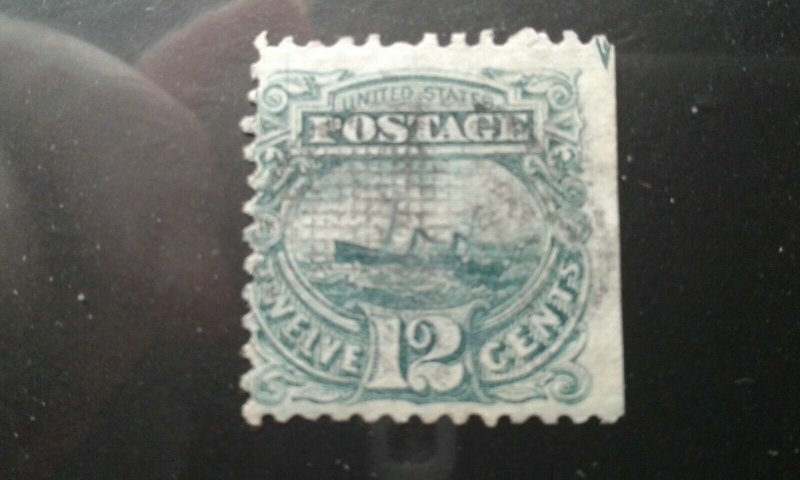 UNITED STATES
POSTAGE
TWELVE 12 CENTS